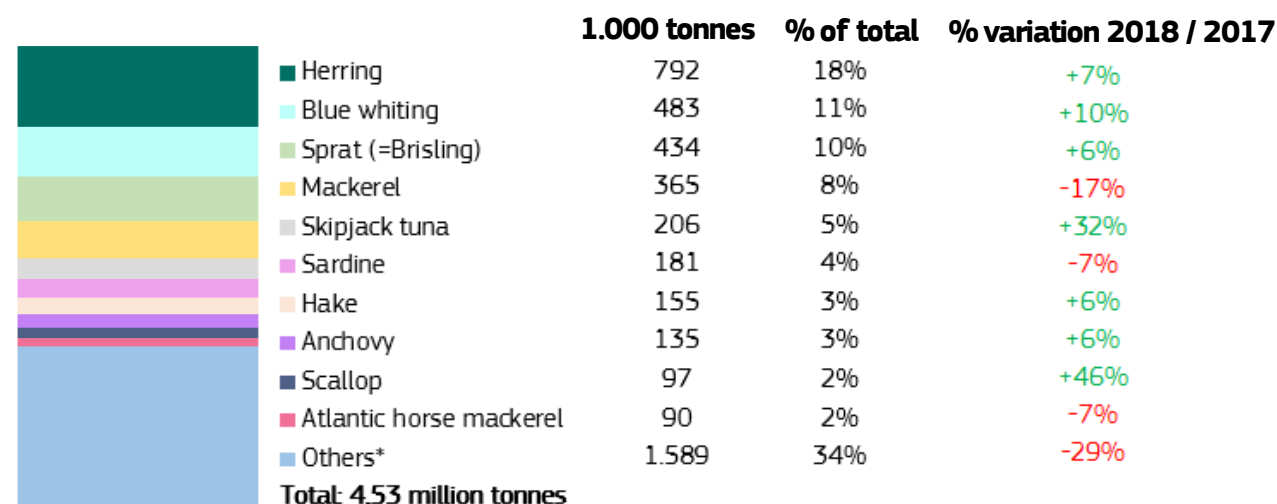 1.000 tonnes % of total % variation 2018 / 2017
Herring 792 18% +7%
Blue whiting 483 11% +10%
Sprat (=Brisling) 434 10% +6%
Mackerel 365 8% -17%
Skipjack tuna 206 5% +32%
Sardine 181 4% -7%
Hake 155 3% +6%
Anchovy 135 3% +6%
Scallop 97 2% +46%
Atlantic horse mackerel 90 2% -7%
Others* 1.589 34% -29%
Total: 4.53 million tonnes